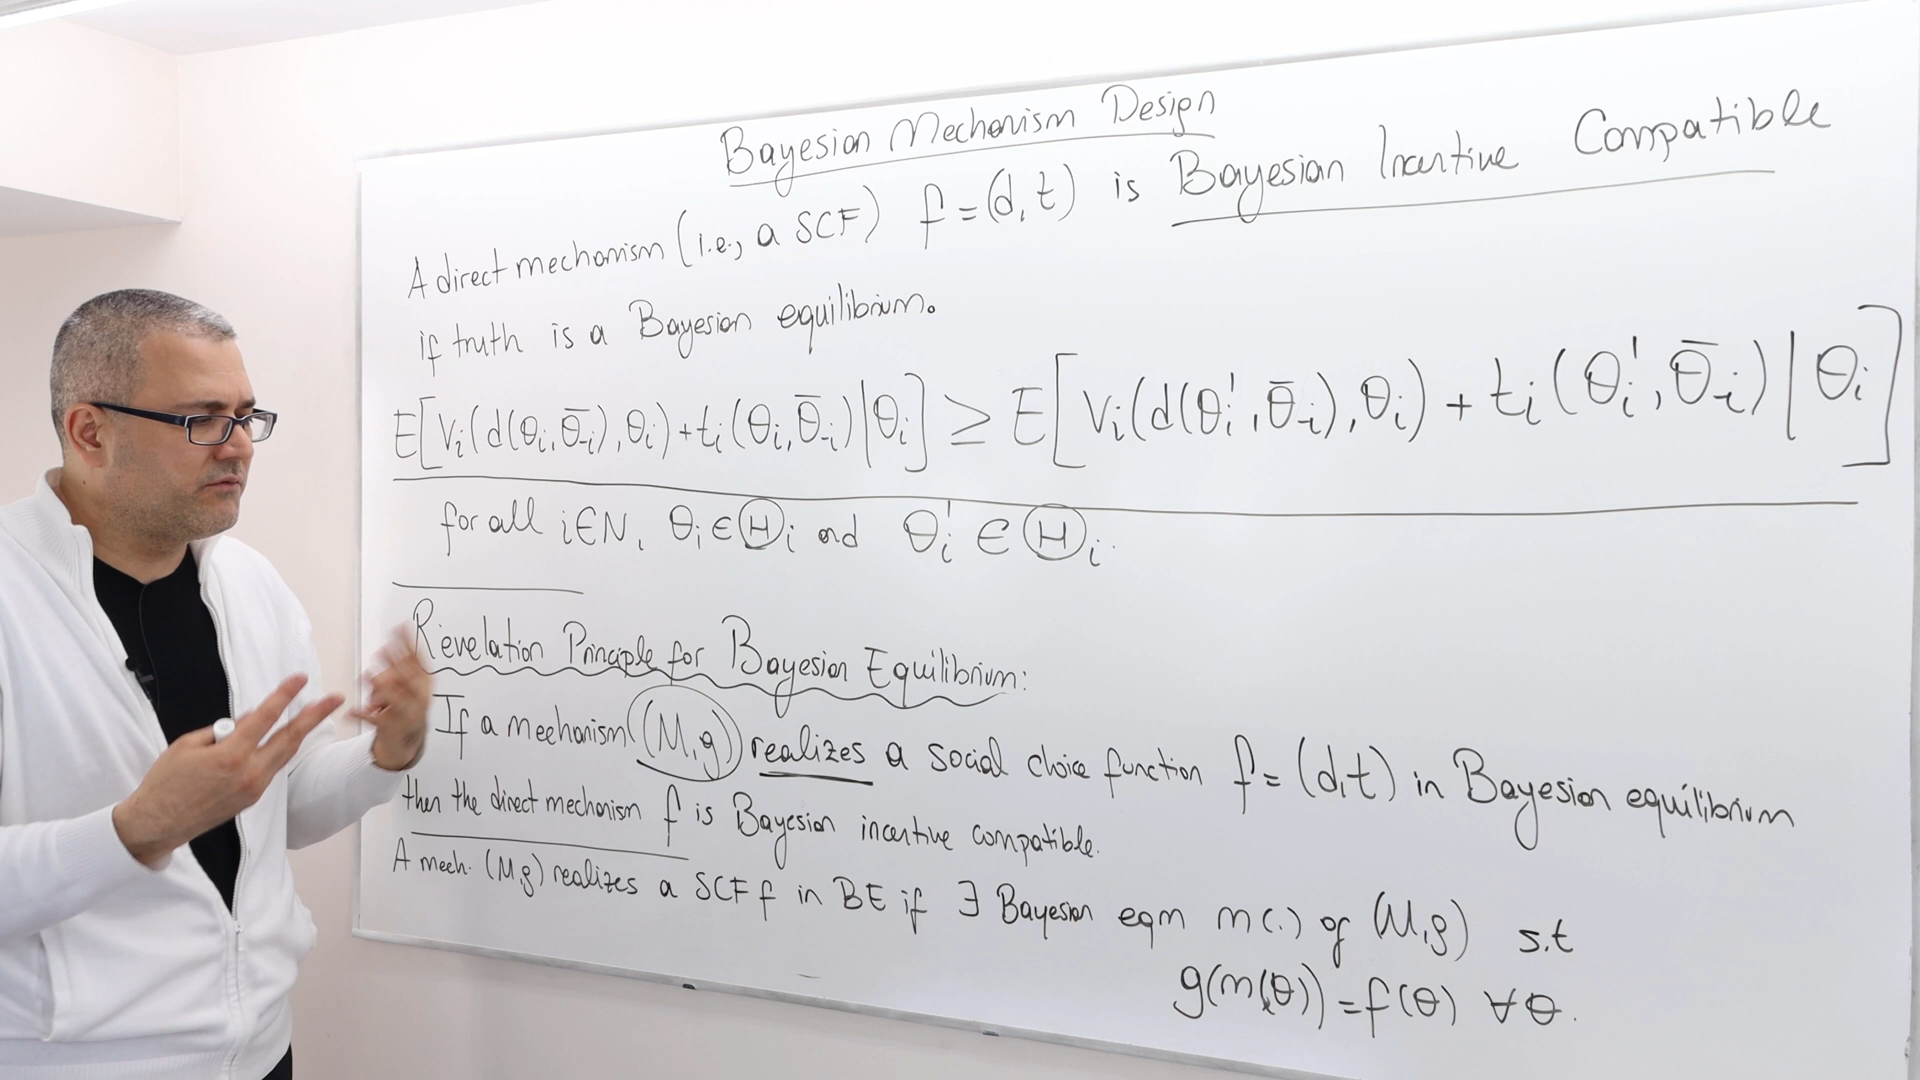 Bayesian Mechanism Design
A direct mechanism (i.e., a SCF) f = (d, t) is Bayesian Incentive Compatible
if truth is a Bayesian equilibrium.
E[vᵢ(d(θᵢ, θ̄₋ᵢ), θᵢ) + tᵢ(θᵢ, θ̄₋ᵢ) | θᵢ] ≥ E[vᵢ(d(θᵢ', θ̄₋ᵢ), θᵢ) + tᵢ(θᵢ', θ̄₋ᵢ) | θᵢ]
for all i∈N, θᵢ ∈ Θᵢ and θᵢ' ∈ Θᵢ.
Revelation Principle for Bayesian Equilibrium:
If a mechanism (M, g) realizes a social choice function f = (d, t) in Bayesian equilibrium
then the direct mechanism f is Bayesian incentive compatible.
A mech. (M, g) realizes a SCF f in BE if ∃ Bayesian eqm m(.) of (M, g) s.t
g(m(θ)) = f(θ) ∀θ.